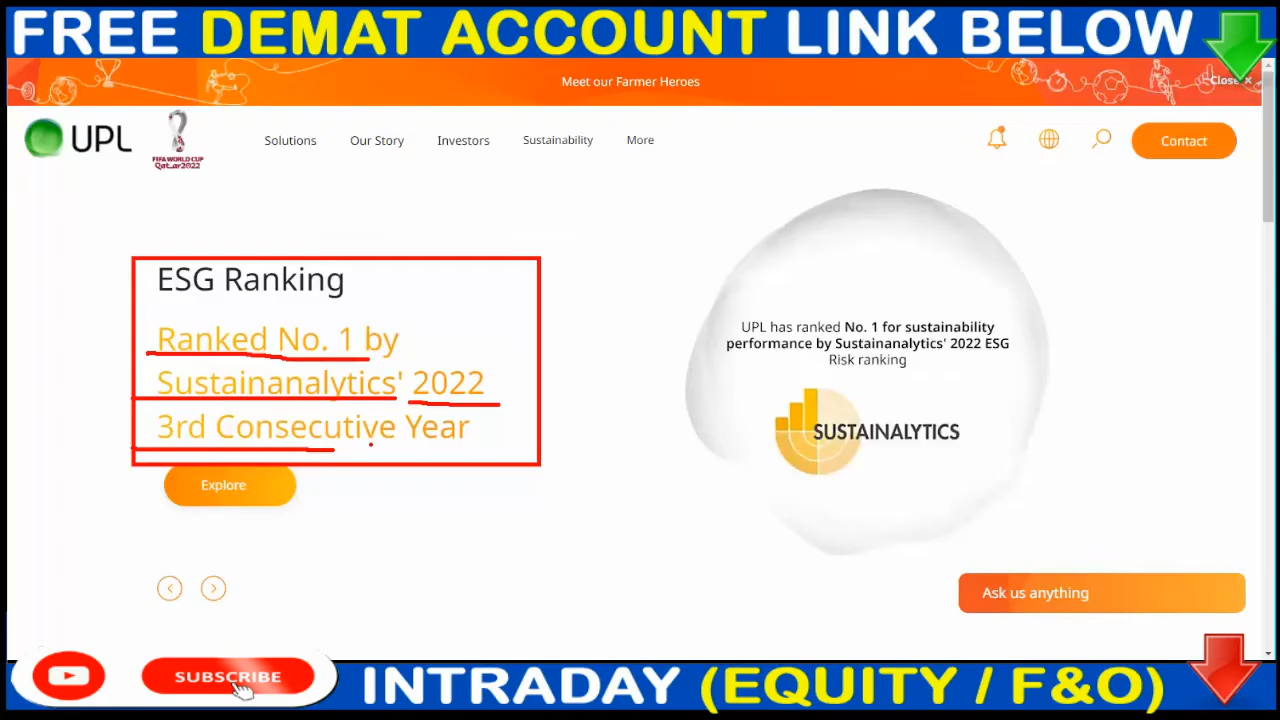 FREE DEMAT ACCOUNT LINK BELOW
Meet our Farmer Heroes
Close ×
UPL
FIFA WORLD CUP
Qatar2022
Solutions
Our Story
Investors
Sustainability
More
Contact
ESG Ranking
Ranked No. 1 by
Sustainanalytics' 2022
3rd Consecutive Year
Explore
UPL has ranked No. 1 for sustainability
performance by Sustainanalytics' 2022 ESG
Risk ranking
SUSTAINALYTICS
Ask us anything
SUBSCRIBE
INTRADAY (EQUITY / F&O)